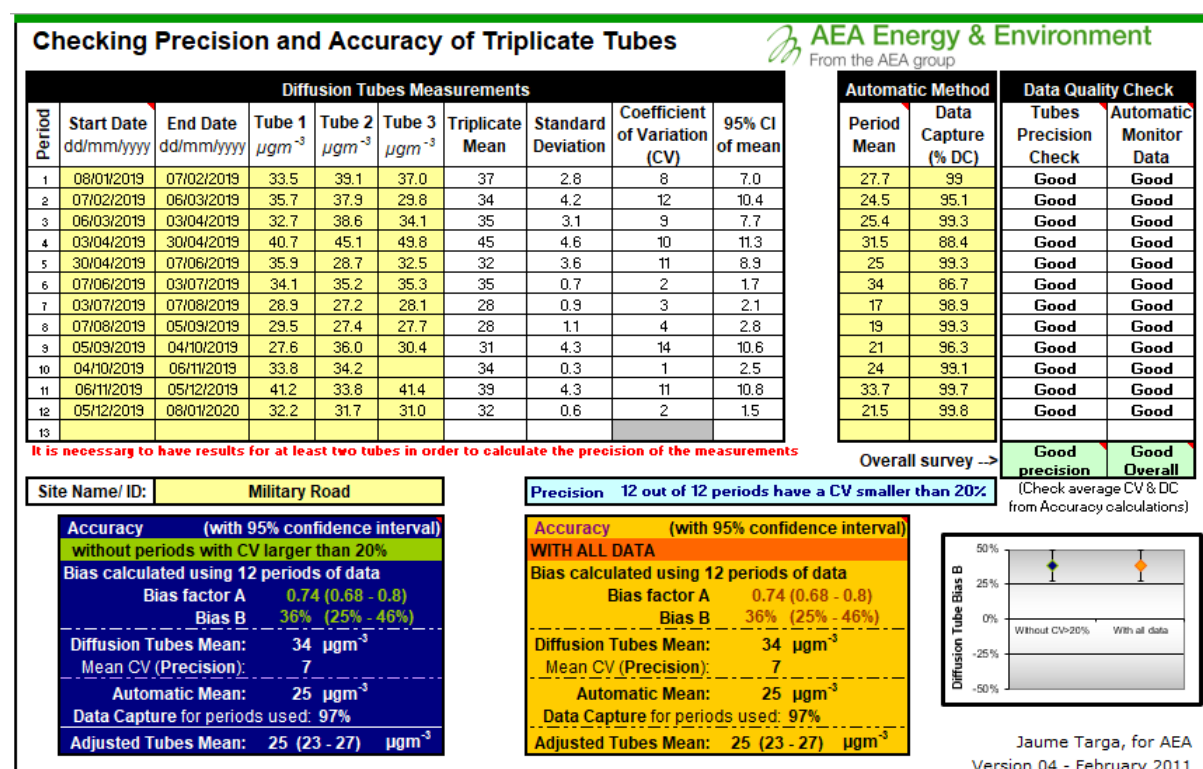 Checking Precision and Accuracy of Triplicate Tubes
AEA Energy & Environment
From the AEA group
Diffusion Tubes Measurements
Period Start Date dd/mm/yyyy End Date dd/mm/yyyy Tube 1 µgm-3 Tube 2 µgm-3 Tube 3 µgm-3 Triplicate Mean Standard Deviation Coefficient of Variation (CV) 95% CI of mean
1 08/01/2019 07/02/2019 33.5 39.1 37.0 37 2.8 8 7.0
2 07/02/2019 06/03/2019 35.7 37.9 29.8 34 4.2 12 10.4
3 06/03/2019 03/04/2019 32.7 38.6 34.1 35 3.1 9 7.7
4 03/04/2019 30/04/2019 40.7 45.1 49.8 45 4.6 10 11.3
5 30/04/2019 07/06/2019 35.9 28.7 32.5 32 3.6 11 8.9
6 07/06/2019 03/07/2019 34.1 35.2 35.3 35 0.7 2 1.7
7 03/07/2019 07/08/2019 28.9 27.2 28.1 28 0.9 3 2.1
8 07/08/2019 05/09/2019 29.5 27.4 27.7 28 1.1 4 2.8
9 05/09/2019 04/10/2019 27.6 36.0 30.4 31 4.3 14 10.6
10 04/10/2019 06/11/2019 33.8 34.2 34 0.3 1 2.5
11 06/11/2019 05/12/2019 41.2 33.8 41.4 39 4.3 11 10.8
12 05/12/2019 08/01/2020 32.2 31.7 31.0 32 0.6 2 1.5
13
It is necessary to have results for at least two tubes in order to calculate the precision of the measurements
Automatic Method Data Quality Check
Period Mean Data Capture (% DC) Tubes Precision Check Automatic Monitor Data
27.7 99 Good Good
24.5 95.1 Good Good
25.4 99.3 Good Good
31.5 88.4 Good Good
25 99.3 Good Good
34 86.7 Good Good
17 98.9 Good Good
19 99.3 Good Good
21 96.3 Good Good
24 99.1 Good Good
33.7 99.7 Good Good
21.5 99.8 Good Good
Overall survey --> Good precision Good Overall
(Check average CV & DC
from Accuracy calculations)
Site Name/ ID: Military Road
Precision 12 out of 12 periods have a CV smaller than 20%
Accuracy (with 95% confidence interval)
without periods with CV larger than 20%
Bias calculated using 12 periods of data
Bias factor A 0.74 (0.68 - 0.8)
Bias B 36% (25% - 46%)
Diffusion Tubes Mean: 34 µgm-3
Mean CV (Precision): 7
Automatic Mean: 25 µgm-3
Data Capture for periods used: 97%
Adjusted Tubes Mean: 25 (23 - 27) µgm-3
Accuracy (with 95% confidence interval)
WITH ALL DATA
Bias calculated using 12 periods of data
Bias factor A 0.74 (0.68 - 0.8)
Bias B 36% (25% - 46%)
Diffusion Tubes Mean: 34 µgm-3
Mean CV (Precision): 7
Automatic Mean: 25 µgm-3
Data Capture for periods used: 97%
Adjusted Tubes Mean: 25 (23 - 27) µgm-3
Diffusion Tube Bias B
50%
25%
0%
-25%
-50%
Without CV>20% With all data
Jaume Targa, for AEA
Version 04 - February 2011